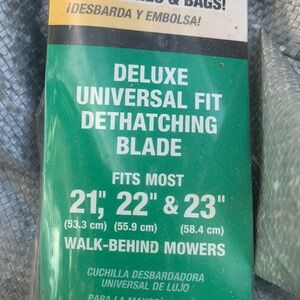 & BAGS!
¡DESBARDA Y EMBOLSA!
DELUXE
UNIVERSAL FIT
DETHATCHING
BLADE
FITS MOST
21", 22" & 23"
(53.3 cm) (55.9 cm) (58.4 cm)
WALK-BEHIND MOWERS
CUCHILLA DESBARDADORA
UNIVERSAL DE LUJO
PARA LA